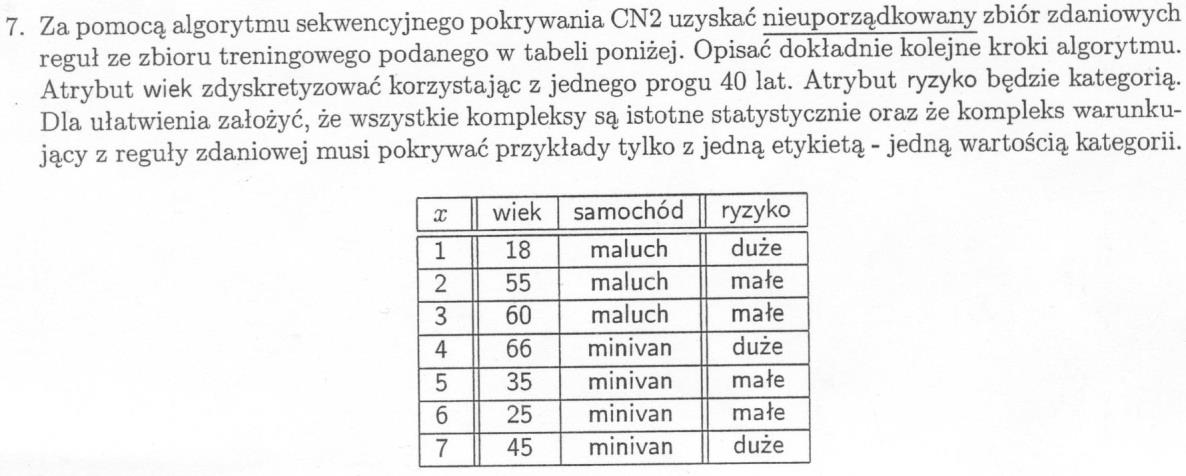 7. Za pomocą algorytmu sekwencyjnego pokrywania CN2 uzyskać nieuporządkowany zbiór zdaniowych
reguł ze zbioru treningowego podanego w tabeli poniżej. Opisać dokładnie kolejne kroki algorytmu.
Atrybut wiek zdyskretyzować korzystając z jednego progu 40 lat. Atrybut ryzyko będzie kategorią.
Dla ułatwienia założyć, że wszystkie kompleksy są istotne statystycznie oraz że kompleks warunku-
jący z reguły zdaniowej musi pokrywać przykłady tylko z jedną etykietą - jedną wartością kategorii.
x wiek samochód ryzyko
1 18 maluch duże
2 55 maluch małe
3 60 maluch małe
4 66 minivan duże
5 35 minivan małe
6 25 minivan małe
7 45 minivan duże